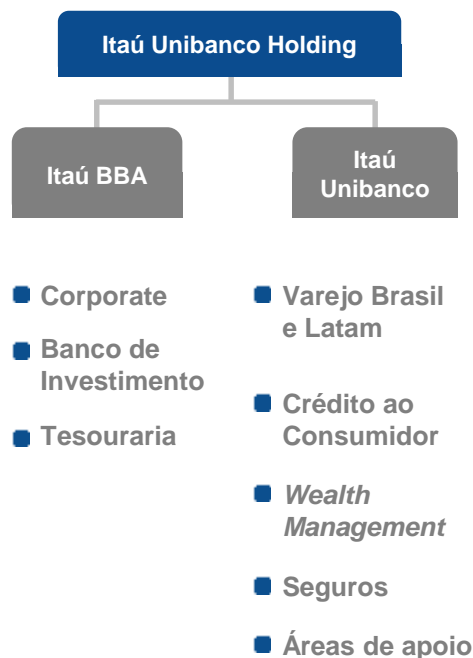 Itaú Unibanco Holding
Itaú BBA
Itaú
Unibanco
Corporate
Banco de
Investimento
Tesouraria
Varejo Brasil
e Latam
Crédito ao
Consumidor
Wealth
Management
Seguros
Áreas de apoio